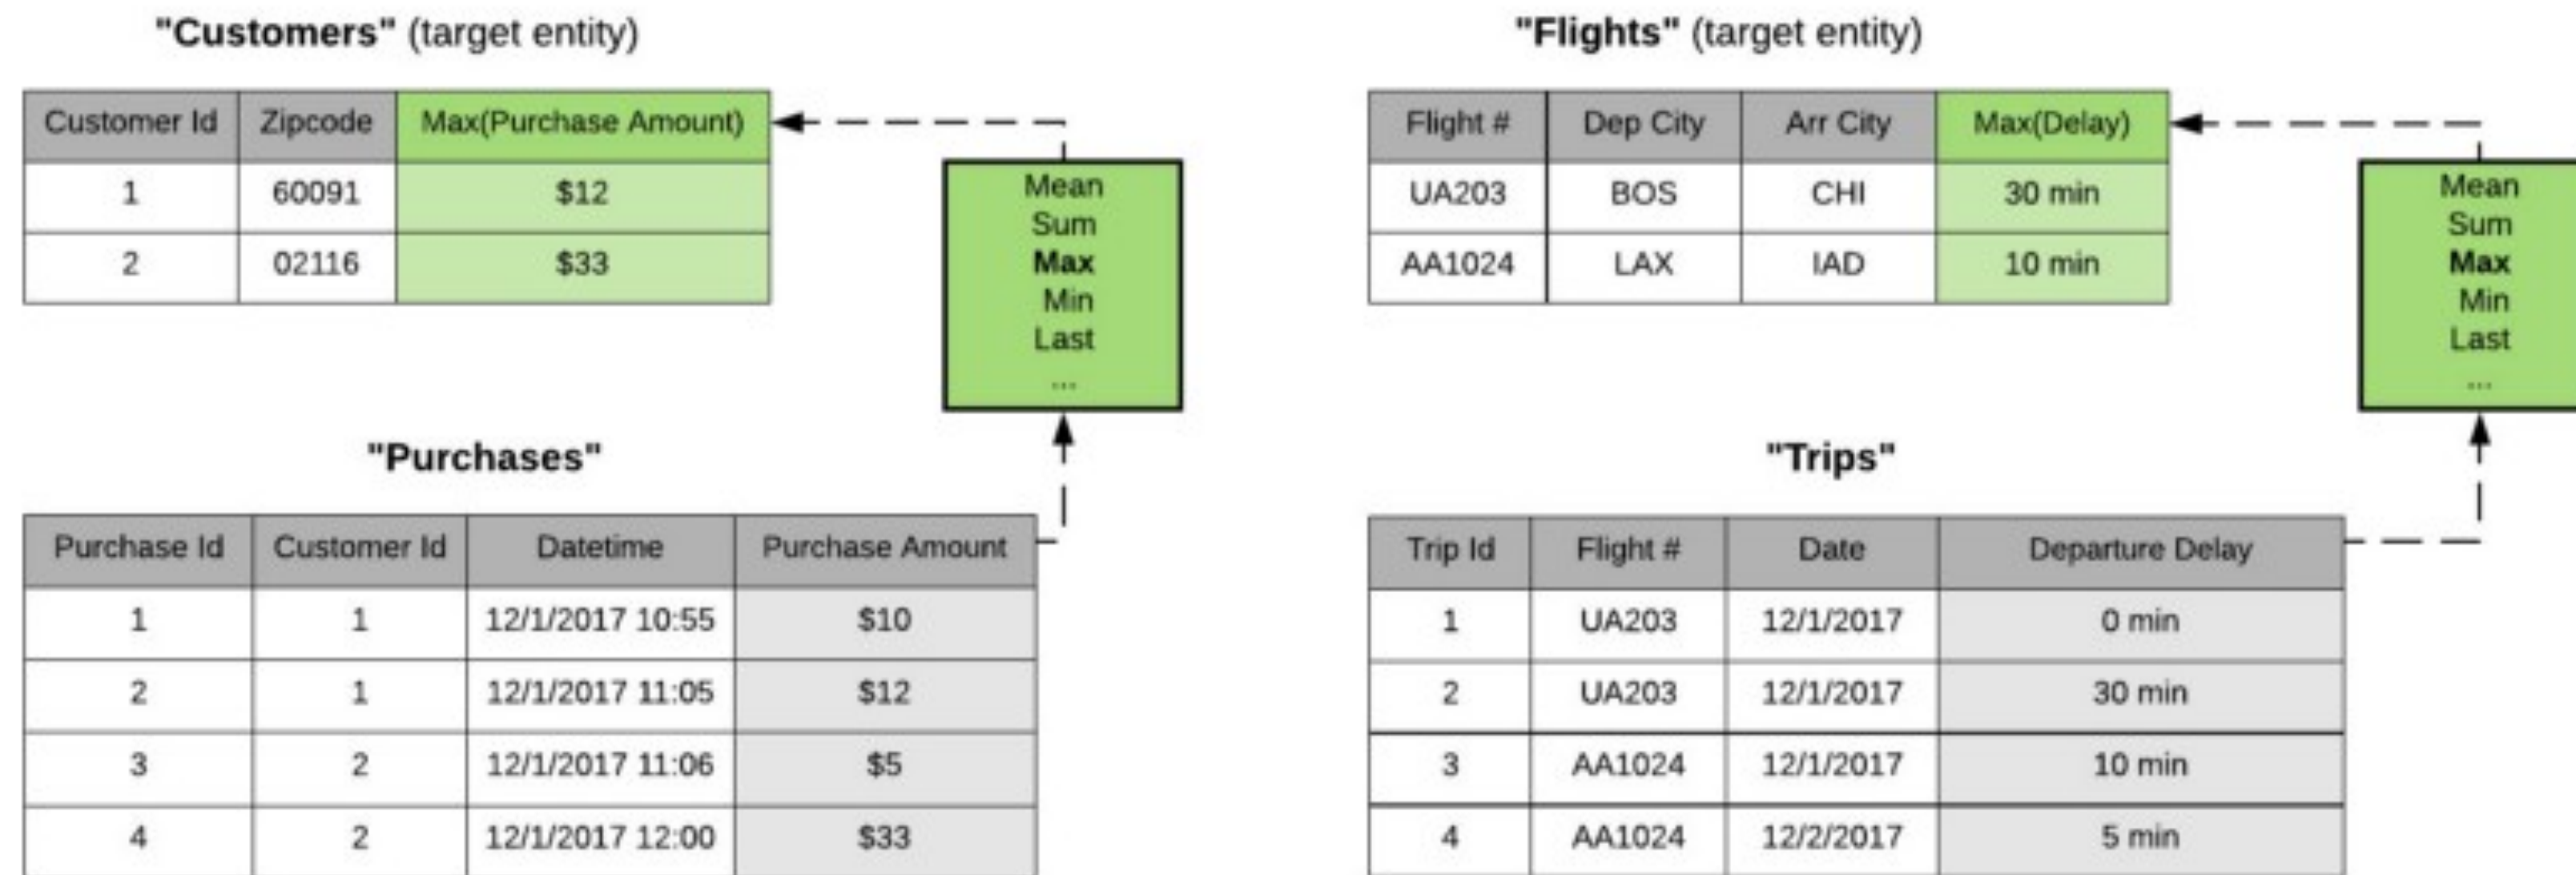 "Customers" (target entity)
Customer Id Zipcode Max(Purchase Amount)
1 60091 $12
2 02116 $33
Mean
Sum
Max
Min
Last
...
"Purchases"
Purchase Id Customer Id Datetime Purchase Amount
1 1 12/1/2017 10:55 $10
2 1 12/1/2017 11:05 $12
3 2 12/1/2017 11:06 $5
4 2 12/1/2017 12:00 $33
"Flights" (target entity)
Flight # Dep City Arr City Max(Delay)
UA203 BOS CHI 30 min
AA1024 LAX IAD 10 min
Mean
Sum
Max
Min
Last
...
"Trips"
Trip Id Flight # Date Departure Delay
1 UA203 12/1/2017 0 min
2 UA203 12/1/2017 30 min
3 AA1024 12/1/2017 10 min
4 AA1024 12/2/2017 5 min